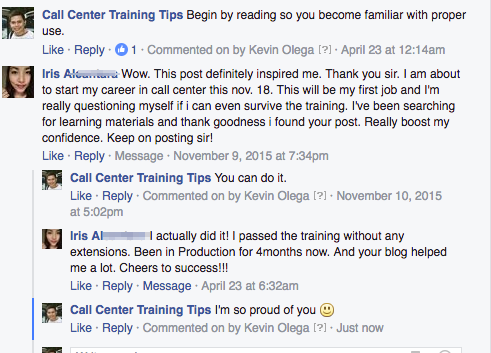 Call Center Training Tips Begin by reading so you become familiar with proper
use.
Like · Reply · 1 · Commented on by Kevin Olega [?] · April 23 at 12:14am
Iris Wow. This post definitely inspired me. Thank you sir. I am about
to start my career in call center this nov. 18. This will be my first job and I'm
really questioning myself if i can even survive the training. I've been searching
for learning materials and thank goodness i found your post. Really boost my
confidence. Keep on posting sir!
Like · Reply · Message · November 9, 2015 at 7:34pm
Call Center Training Tips You can do it.
Like · Reply · Commented on by Kevin Olega [?] · November 10, 2015
at 5:02pm
Iris Al I actually did it! I passed the training without any
extensions. Been in Production for 4months now. And your blog helped
me a lot. Cheers to success!!!
Like · Reply · Message · April 23 at 6:32am
Call Center Training Tips I'm so proud of you
Like · Reply · Commented on by Kevin Olega [?] · Just now